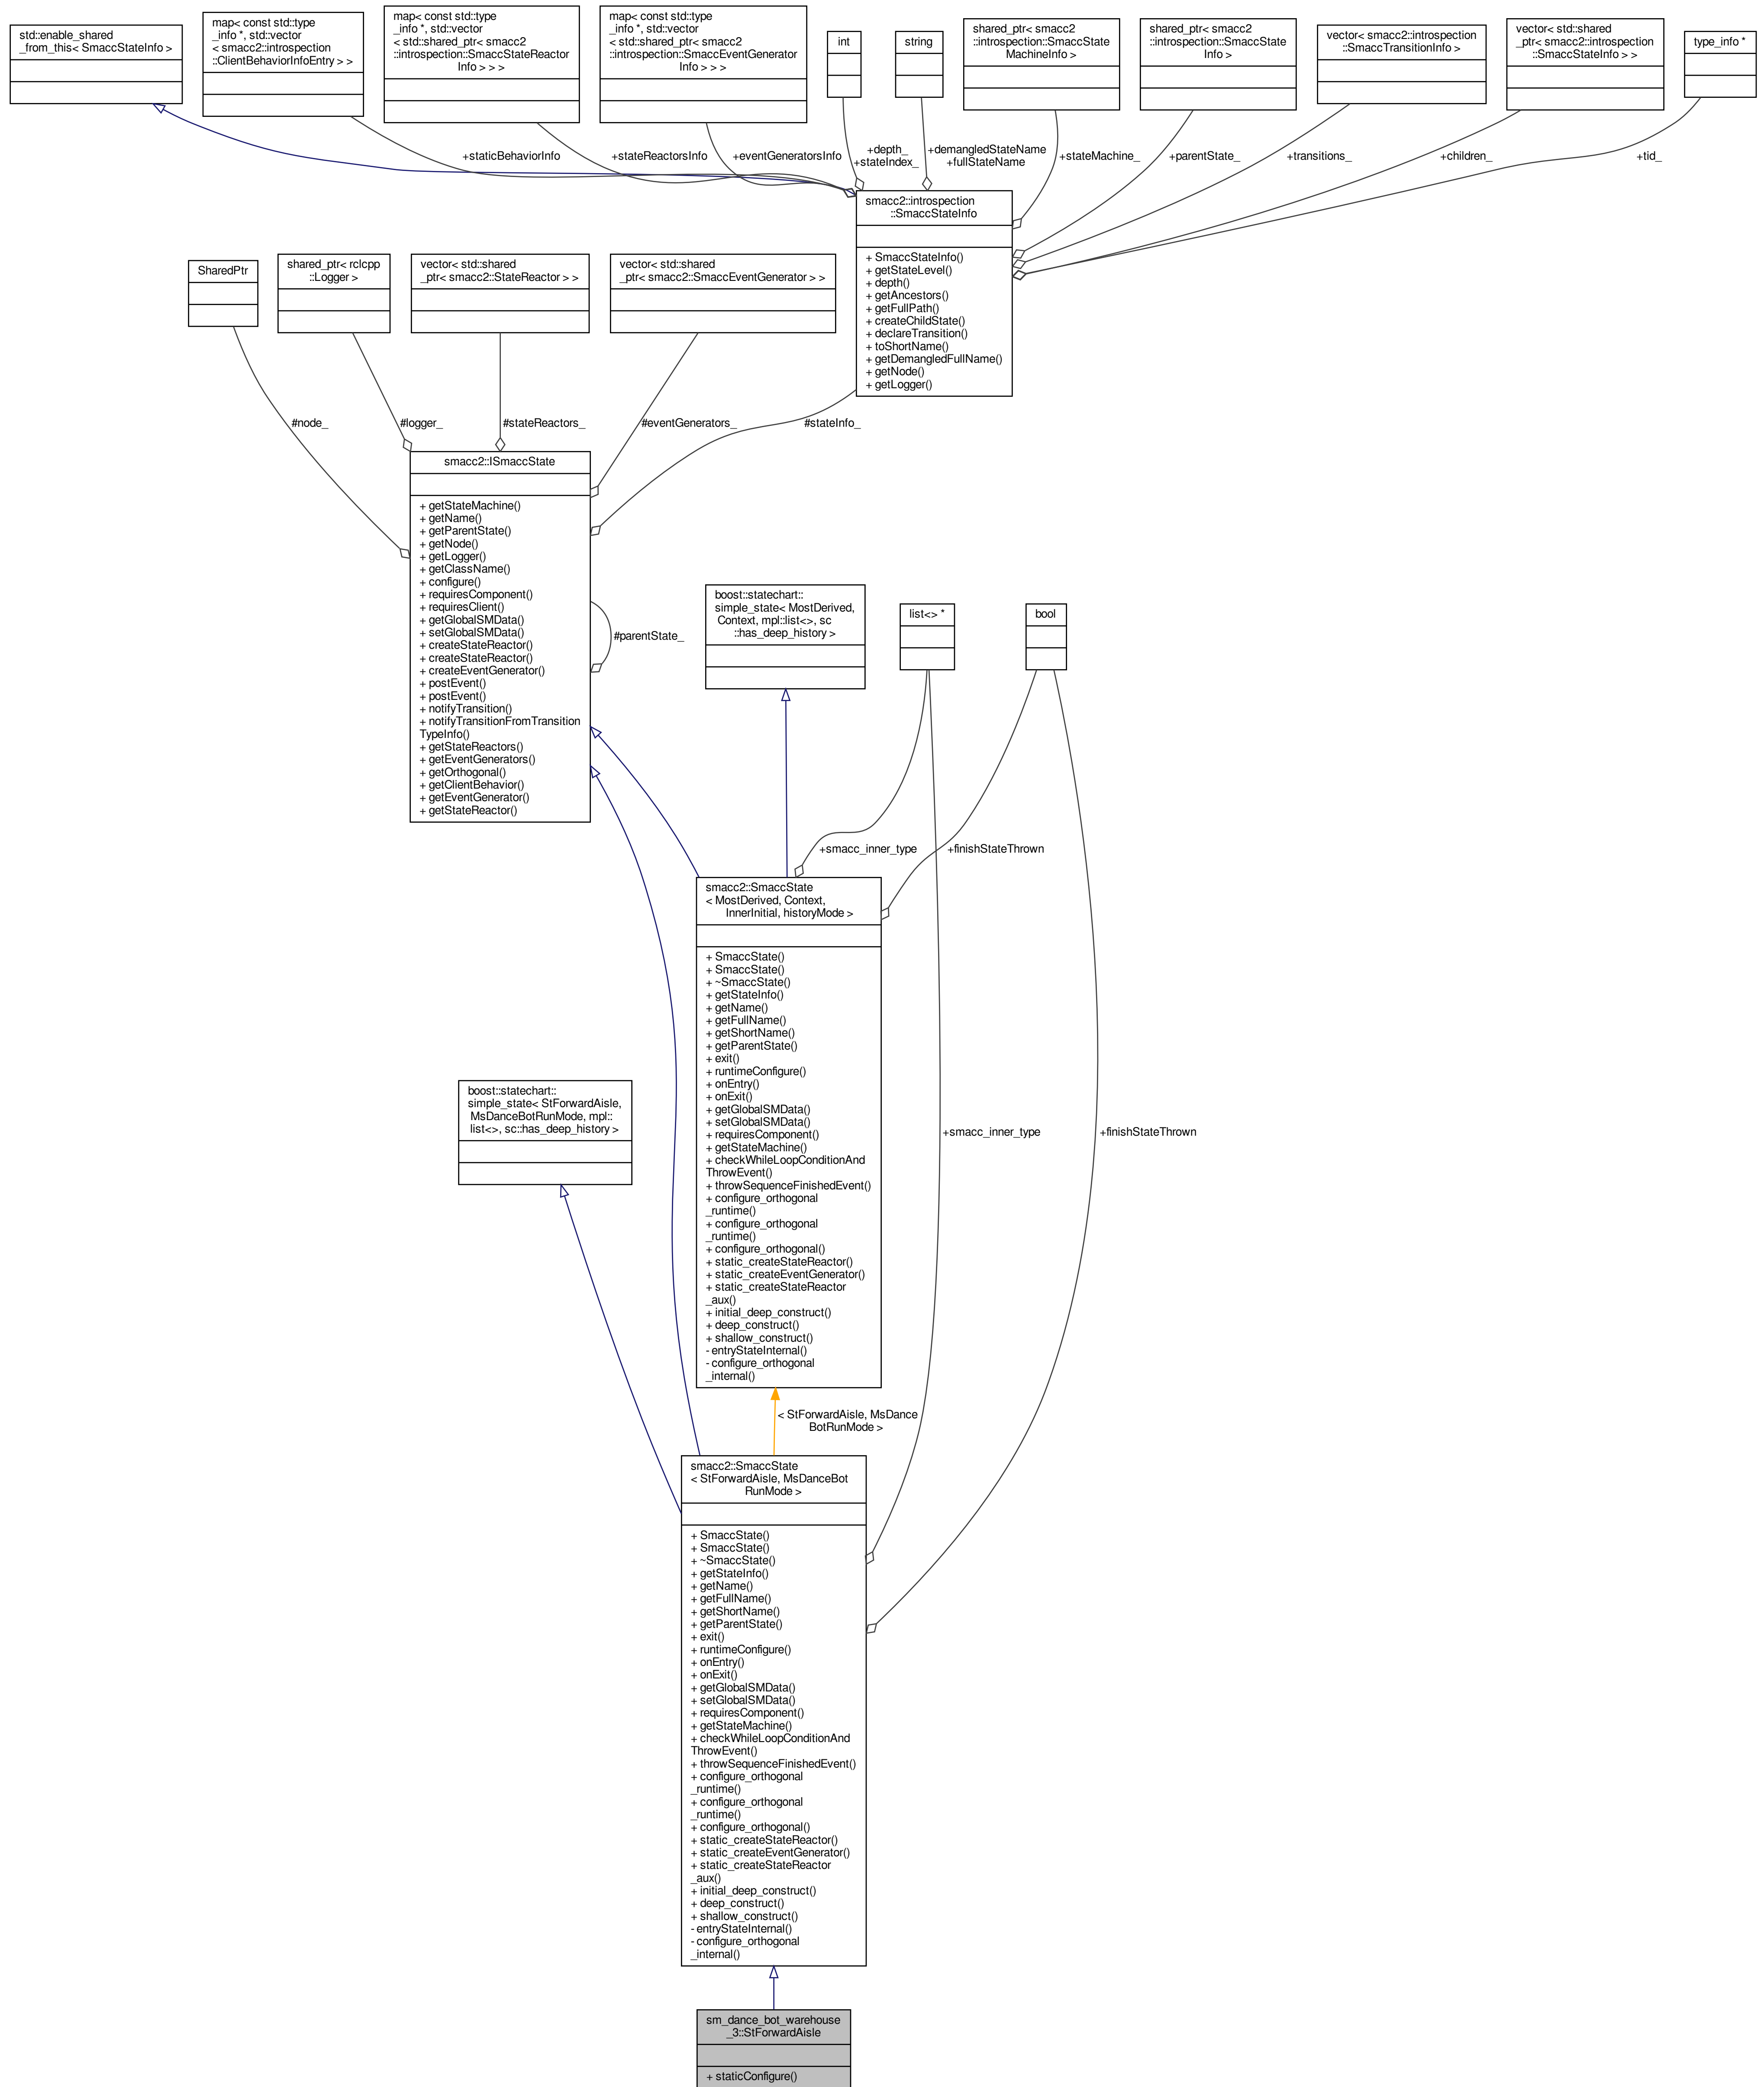 std::enable_shared
_from_this< SmaccStateInfo >
map< const std::type
_info *, std::vector
< smacc2::introspection
::ClientBehaviorInfoEntry > >
map< const std::type
_info *, std::vector
< std::shared_ptr< smacc2
::introspection::SmaccStateReactor
Info > > >
map< const std::type
_info *, std::vector
< std::shared_ptr< smacc2
::introspection::SmaccEventGenerator
Info > > >
int
string
shared_ptr< smacc2
::introspection::SmaccState
MachineInfo >
shared_ptr< smacc2
::introspection::SmaccState
Info >
vector< smacc2::introspection
::SmaccTransitionInfo >
vector< std::shared
_ptr< smacc2::introspection
::SmaccStateInfo > >
type_info *
+staticBehaviorInfo
+stateReactorsInfo
+eventGeneratorsInfo
+depth_
+stateIndex_
+demangledStateName
+fullStateName
+stateMachine_
+parentState_
+transitions_
+children_
+tid_
smacc2::introspection
::SmaccStateInfo
+ SmaccStateInfo()
+ getStateLevel()
+ depth()
+ getAncestors()
+ getFullPath()
+ createChildState()
+ declareTransition()
+ toShortName()
+ getDemangledFullName()
+ getNode()
+ getLogger()
SharedPtr
shared_ptr< rclcpp
::Logger >
vector< std::shared
_ptr< smacc2::StateReactor > >
vector< std::shared
_ptr< smacc2::SmaccEventGenerator > >
#node_
#logger_
#stateReactors_
#eventGenerators_
#stateInfo_
smacc2::ISmaccState
+ getStateMachine()
+ getName()
+ getParentState()
+ getNode()
+ getLogger()
+ getClassName()
+ configure()
+ requiresComponent()
+ requiresClient()
+ getGlobalSMData()
+ setGlobalSMData()
+ createStateReactor()
+ createStateReactor()
+ createEventGenerator()
+ postEvent()
+ postEvent()
+ notifyTransition()
+ notifyTransitionFromTransition
TypeInfo()
+ getStateReactors()
+ getEventGenerators()
+ getOrthogonal()
+ getClientBehavior()
+ getEventGenerator()
+ getStateReactor()
#parentState_
boost::statechart::
simple_state< MostDerived,
Context, mpl::list<>, sc
::has_deep_history >
list<> *
bool
+smacc_inner_type
+finishStateThrown
smacc2::SmaccState
< MostDerived, Context,
InnerInitial, historyMode >
+ SmaccState()
+ SmaccState()
+ ~SmaccState()
+ getStateInfo()
+ getName()
+ getFullName()
+ getShortName()
+ getParentState()
+ exit()
+ runtimeConfigure()
+ onEntry()
+ onExit()
+ getGlobalSMData()
+ setGlobalSMData()
+ requiresComponent()
+ getStateMachine()
+ checkWhileLoopConditionAnd
ThrowEvent()
+ throwSequenceFinishedEvent()
+ configure_orthogonal
_runtime()
+ configure_orthogonal
_runtime()
+ configure_orthogonal()
+ static_createStateReactor()
+ static_createEventGenerator()
+ static_createStateReactor
_aux()
+ initial_deep_construct()
+ deep_construct()
+ shallow_construct()
- entryStateInternal()
- configure_orthogonal
_internal()
boost::statechart::
simple_state< StForwardAisle,
MsDanceBotRunMode, mpl::
list<>, sc::has_deep_history >
+smacc_inner_type
+finishStateThrown
< StForwardAisle, MsDance
BotRunMode >
smacc2::SmaccState
< StForwardAisle, MsDanceBot
RunMode >
+ SmaccState()
+ SmaccState()
+ ~SmaccState()
+ getStateInfo()
+ getName()
+ getFullName()
+ getShortName()
+ getParentState()
+ exit()
+ runtimeConfigure()
+ onEntry()
+ onExit()
+ getGlobalSMData()
+ setGlobalSMData()
+ requiresComponent()
+ getStateMachine()
+ checkWhileLoopConditionAnd
ThrowEvent()
+ throwSequenceFinishedEvent()
+ configure_orthogonal
_runtime()
+ configure_orthogonal
_runtime()
+ configure_orthogonal()
+ static_createStateReactor()
+ static_createEventGenerator()
+ static_createStateReactor
_aux()
+ initial_deep_construct()
+ deep_construct()
+ shallow_construct()
- entryStateInternal()
- configure_orthogonal
_internal()
sm_dance_bot_warehouse
_3::StForwardAisle
+ staticConfigure()